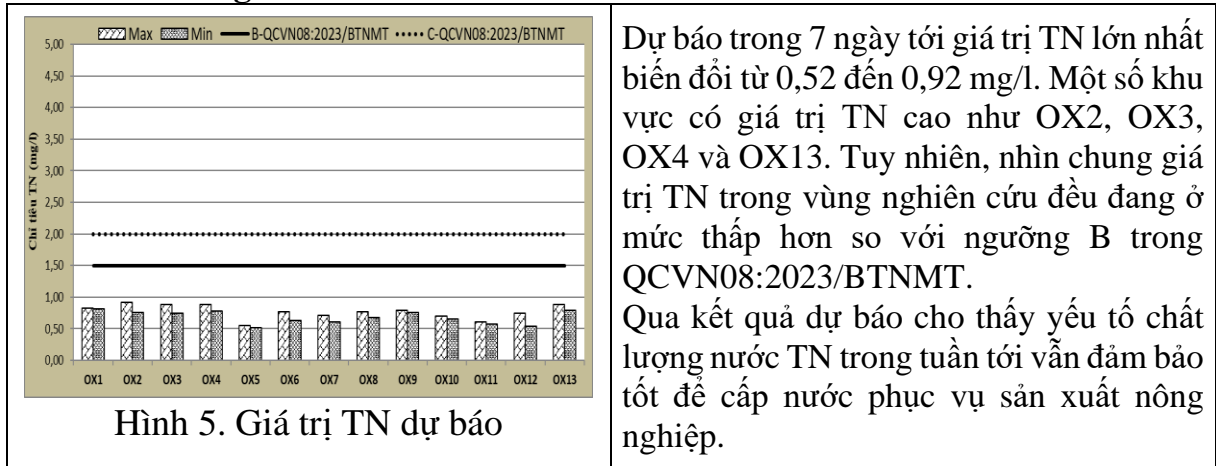 Max Min B-QCVN08:2023/BTNMT C-QCVN08:2023/BTNMT
5,00
4,50
4,00
3,50
3,00
2,50
2,00
1,50
1,00
0,50
0,00
Chỉ tiêu TN (mg/l)
OX1 OX2 OX3 OX4 OX5 OX6 OX7 OX8 OX9 OX10 OX11 OX12 OX13
Hình 5. Giá trị TN dự báo
Dự báo trong 7 ngày tới giá trị TN lớn nhất
biến đổi từ 0,52 đến 0,92 mg/l. Một số khu
vực có giá trị TN cao như OX2, OX3,
OX4 và OX13. Tuy nhiên, nhìn chung giá
trị TN trong vùng nghiên cứu đều đang ở
mức thấp hơn so với ngưỡng B trong
QCVN08:2023/BTNMT.
Qua kết quả dự báo cho thấy yếu tố chất
lượng nước TN trong tuần tới vẫn đảm bảo
tốt để cấp nước phục vụ sản xuất nông
nghiệp.